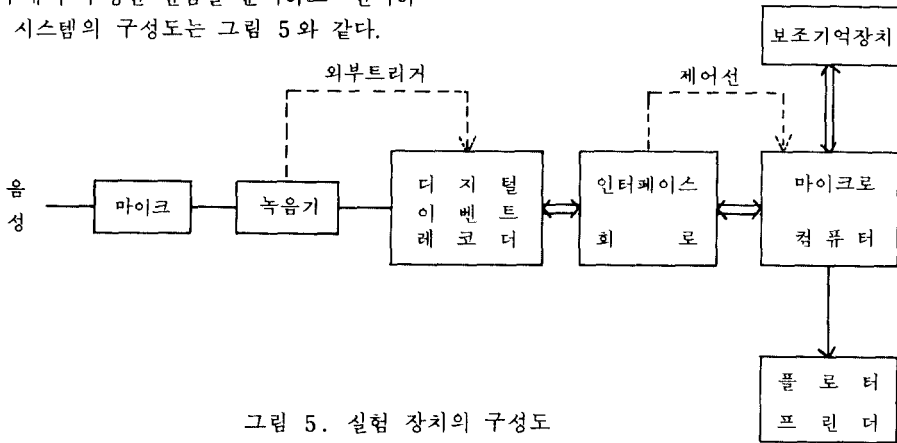 시스템의 구성도는 그림 5와 같다.
보조기억장치
외부트리거
제어선
음성
마이크
녹음기
디지털
이벤트
레코더
인터페이스
회로
마이크로
컴퓨터
플로터
프린더
그림 5. 실험 장치의 구성도